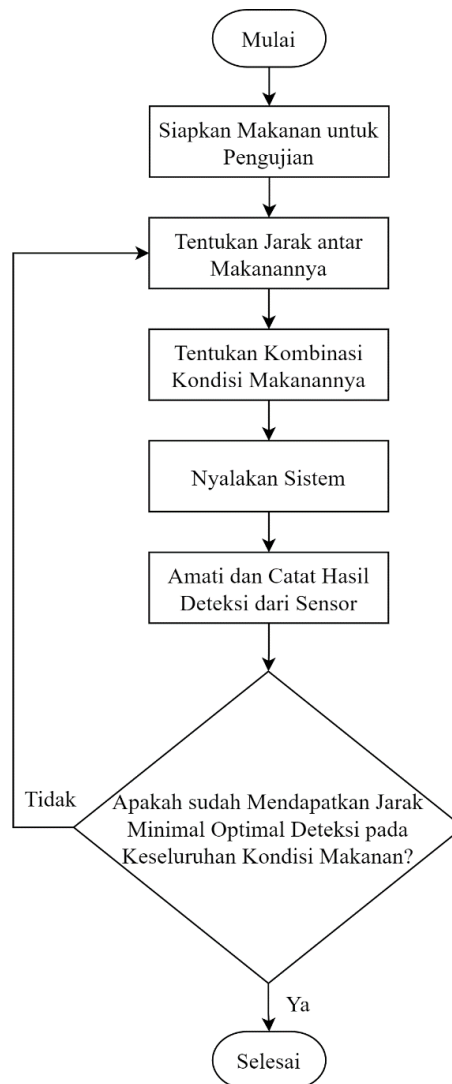 Mulai
Siapkan Makanan untuk
Pengujian
Tentukan Jarak antar
Makanannya
Tentukan Kombinasi
Kondisi Makanannya
Nyalakan Sistem
Amati dan Catat Hasil
Deteksi dari Sensor
Tidak
Apakah sudah Mendapatkan Jarak
Minimal Optimal Deteksi pada
Keseluruhan Kondisi Makanan?
Ya
Selesai